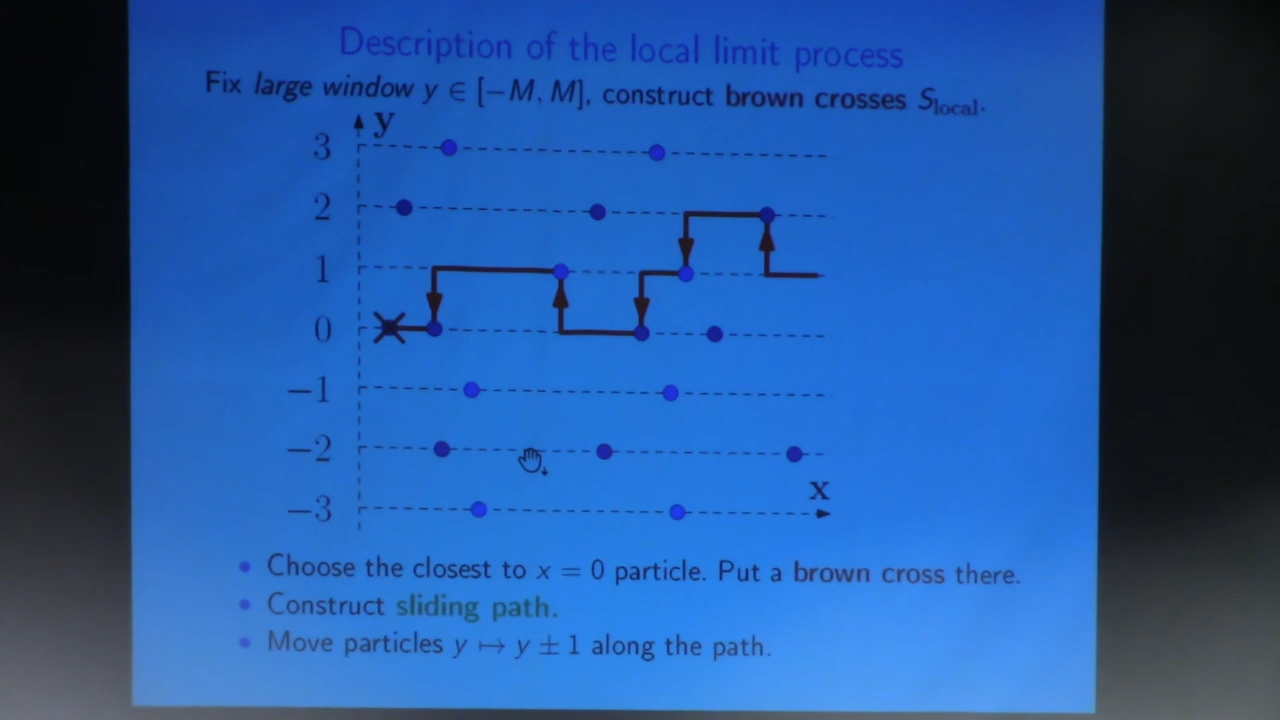 Description of the local limit process
Fix large window y ∈ [−M, M], construct brown crosses S_local.
y
3
2
1
0
−1
−2
−3
x
• Choose the closest to x = 0 particle. Put a brown cross there.
• Construct sliding path.
• Move particles y ↦ y ± 1 along the path.